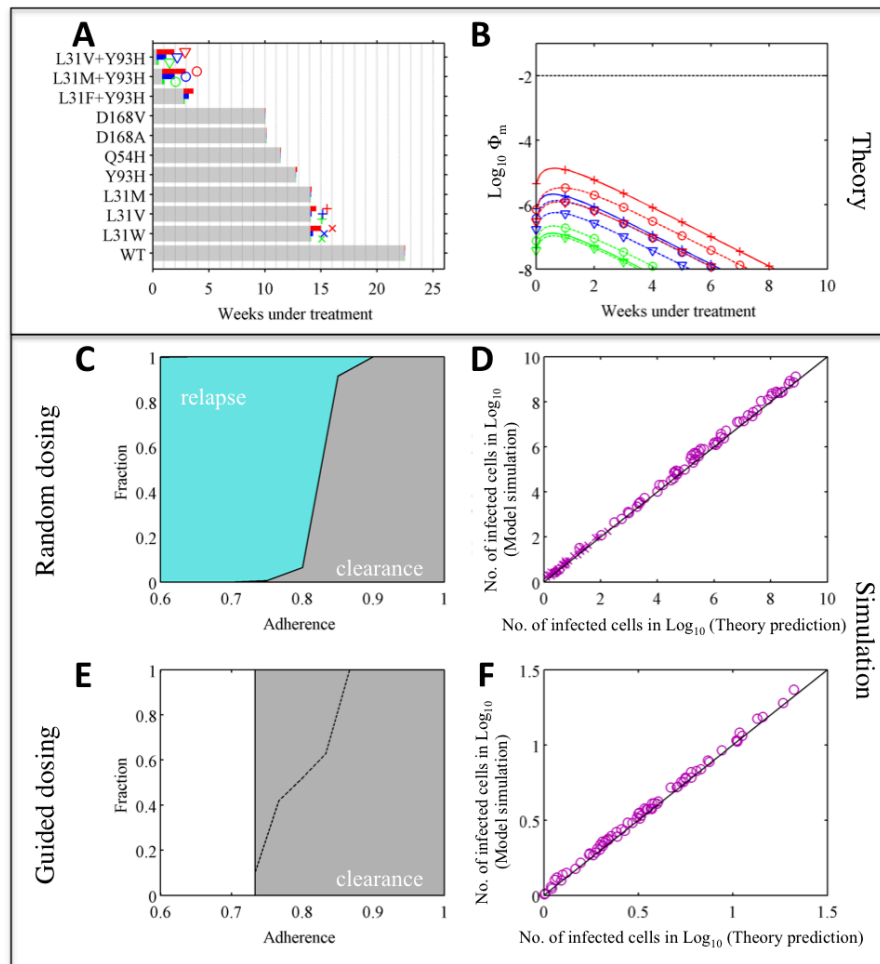 A
L31V+Y93H
L31M+Y93H
L31F+Y93H
D168V
D168A
Q54H
Y93H
L31M
L31V
L31W
WT
0 5 10 15 20 25
Weeks under treatment
B
Log10 Φm
-2
-4
-6
-8
0 2 4 6 8 10
Weeks under treatment
Theory
C
Random dosing
Fraction
1
0.8
0.6
0.4
0.2
0
relapse
clearance
0.6 0.7 0.8 0.9 1
Adherence
D
No. of infected cells in Log10
(Model simulation)
10
8
6
4
2
0
0 2 4 6 8 10
No. of infected cells in Log10 (Theory prediction)
Simulation
E
Guided dosing
Fraction
1
0.8
0.6
0.4
0.2
0
clearance
0.6 0.7 0.8 0.9 1
Adherence
F
No. of infected cells in Log10
(Model simulation)
1.5
1
0.5
0
0 0.5 1 1.5
No. of infected cells in Log10 (Theory prediction)